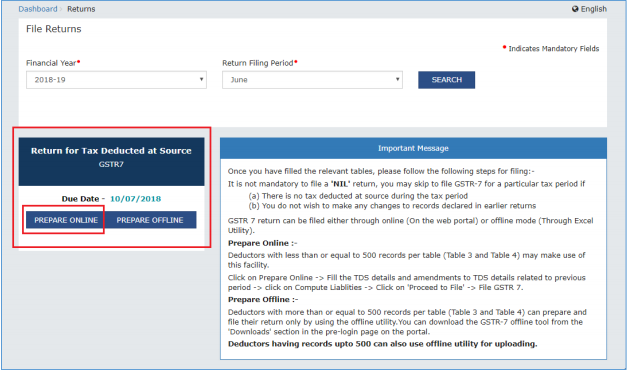 Dashboard / Returns
English
File Returns
• Indicates Mandatory Fields
Financial Year•
Return Filing Period•
2018-19
June
SEARCH
Return for Tax Deducted at Source
GSTR7
Due Date - 10/07/2018
PREPARE ONLINE
PREPARE OFFLINE
Important Message
Once you have filled the relevant tables, please follow the following steps for filing:-
It is not mandatory to file a 'NIL' return, you may skip to file GSTR-7 for a particular tax period if
(a) There is no tax deducted at source during the tax period
(b) You do not wish to make any changes to records declared in earlier returns
GSTR 7 return can be filed either through online (On the web portal) or offline mode (Through Excel
Utility).
Prepare Online :-
Deductors with less than or equal to 500 records per table (Table 3 and Table 4) may make use of
this facility.
Click on Prepare Online -> Fill the TDS details and amendments to TDS details related to previous
period -> click on Compute Liablities -> Click on 'Proceed to File' -> File GSTR 7.
Prepare Offline :-
Deductors with more than or equal to 500 records per table (Table 3 and Table 4) can prepare and
file their return only by using the offline utility.You can download the GSTR-7 offline tool from the
'Downloads' section in the pre-login page on the portal.
Deductors having records upto 500 can also use offline utility for uploading.